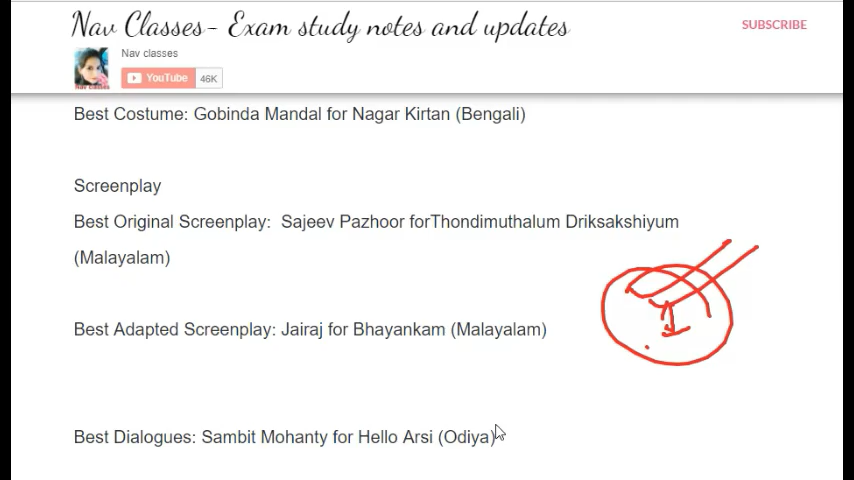 Nav Classes- Exam study notes and updates
SUBSCRIBE
Nav classes
YouTube 46K
Nav classes
Best Costume: Gobinda Mandal for Nagar Kirtan (Bengali)
Screenplay
Best Original Screenplay: Sajeev Pazhoor forThondimuthalum Driksakshiyum
(Malayalam)
Best Adapted Screenplay: Jairaj for Bhayankam (Malayalam)
Best Dialogues: Sambit Mohanty for Hello Arsi (Odiya)